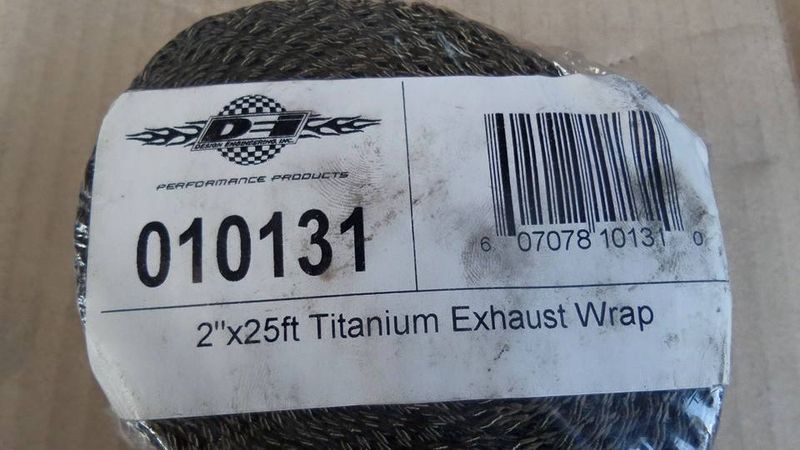 DEI
DESIGN ENGINEERING, INC.
PERFORMANCE PRODUCTS
010131
6 07078 10131 0
2"x25ft Titanium Exhaust Wrap